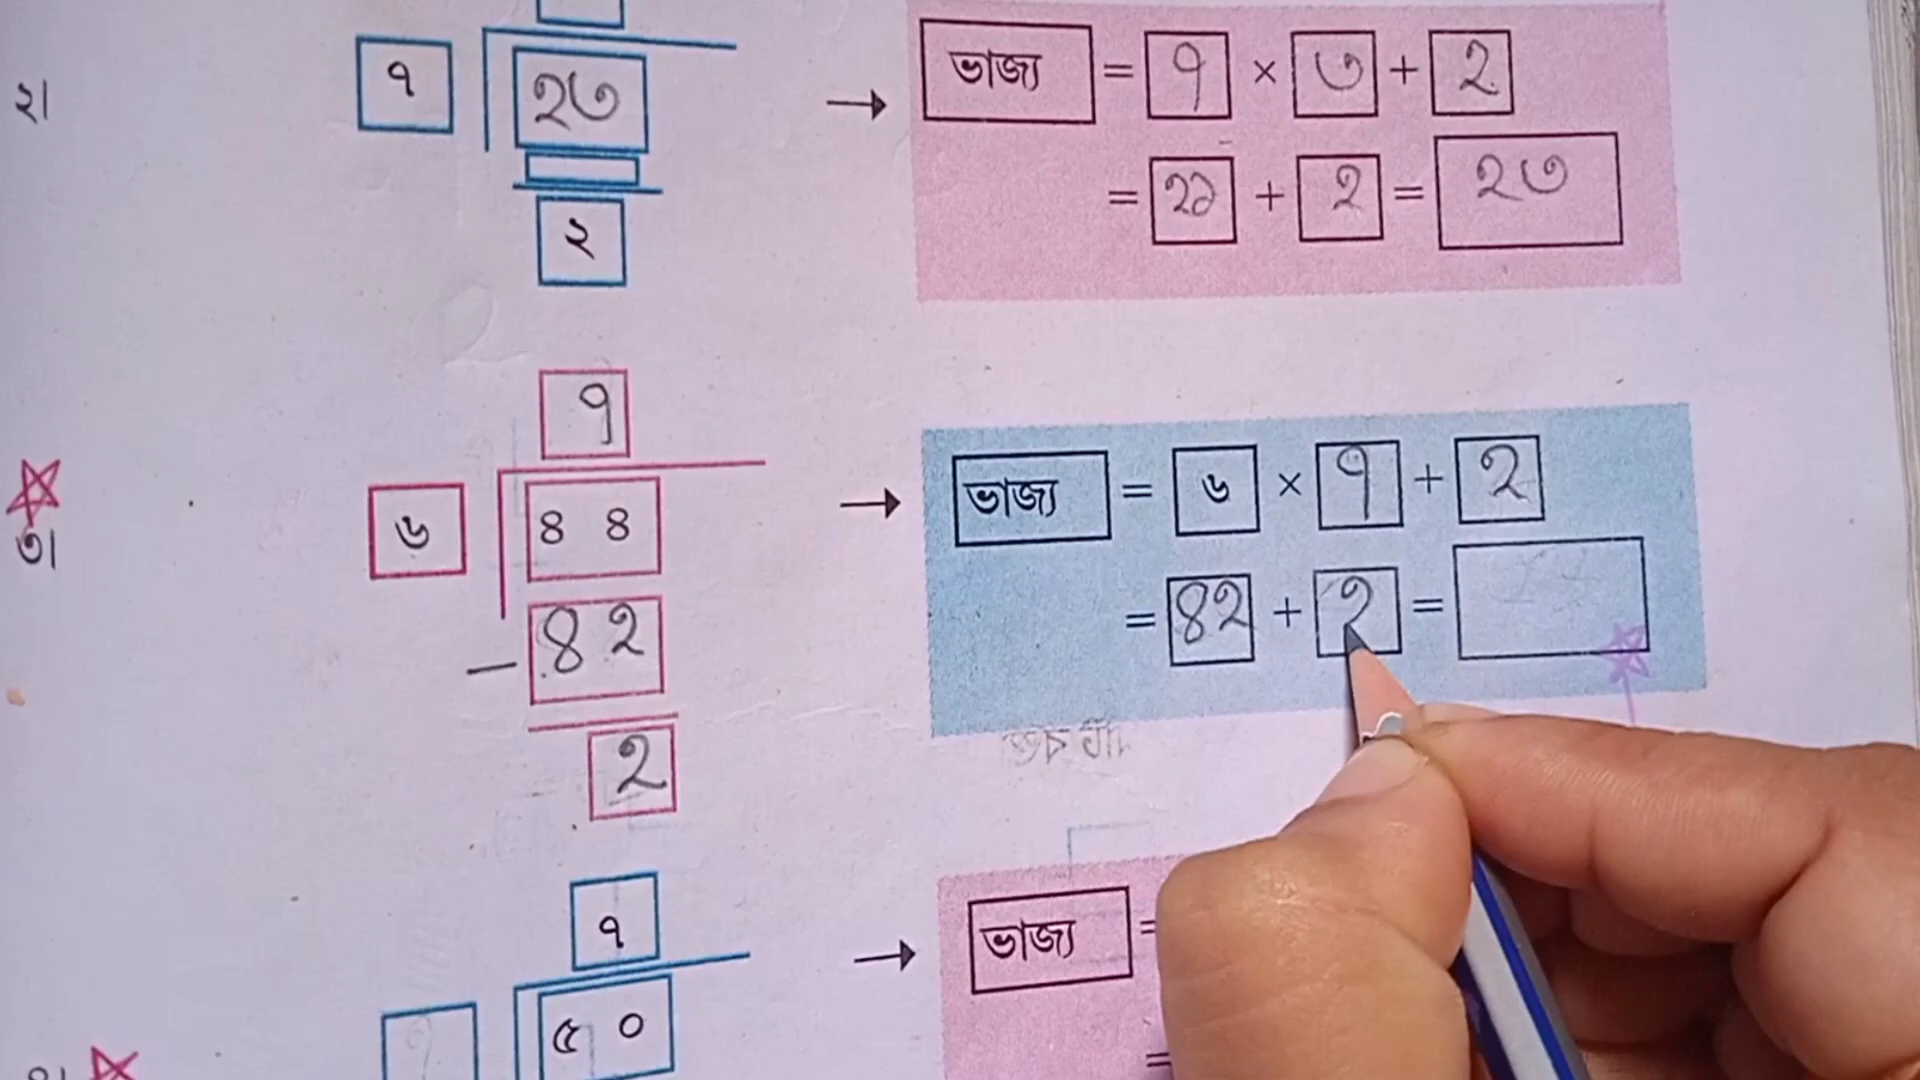 ২।
৭
২৩
২
ভাজ্য = ৭ × ৩ + ২
= ২১ + ২ = ২৩
৩।
৭
৬
৪ ৪
– ৪২
২
ভাজ্য = ৬ × ৭ + ২
= ৪২ + ২ =
৭
৫ ০
ভাজ্য =
=